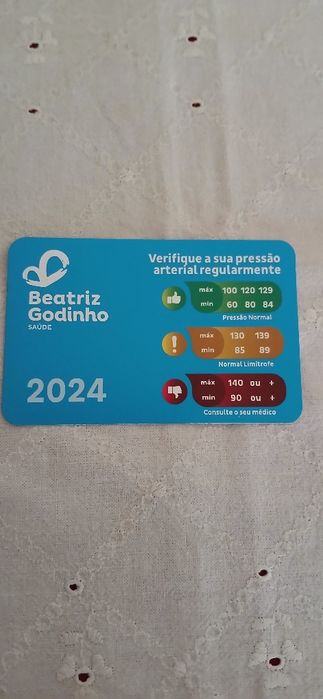 Beatriz
Godinho
SAÚDE
2024
Verifique a sua pressão
arterial regularmente
máx 100 120 129
min 60 80 84
Pressão Normal
máx 130 139
min 85 89
Normal Limítrofe
máx 140 ou +
min 90 ou +
Consulte o seu médico